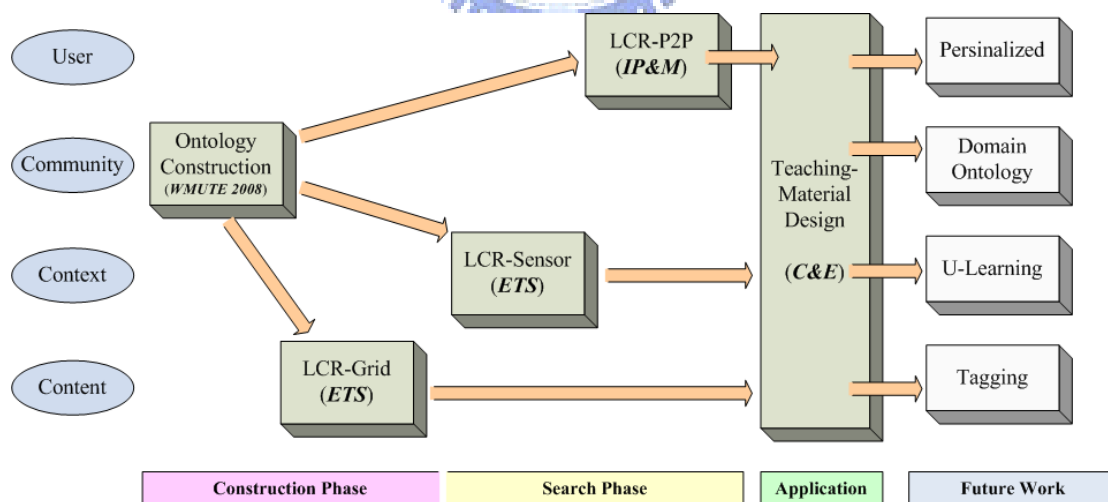 User
Community
Context
Content
Ontology
Construction
(WMUTE 2008)
LCR-P2P
(IP&M)
LCR-Sensor
(ETS)
LCR-Grid
(ETS)
Teaching-
Material
Design
(C&E)
Persinalized
Domain
Ontology
U-Learning
Tagging
Construction Phase
Search Phase
Application
Future Work